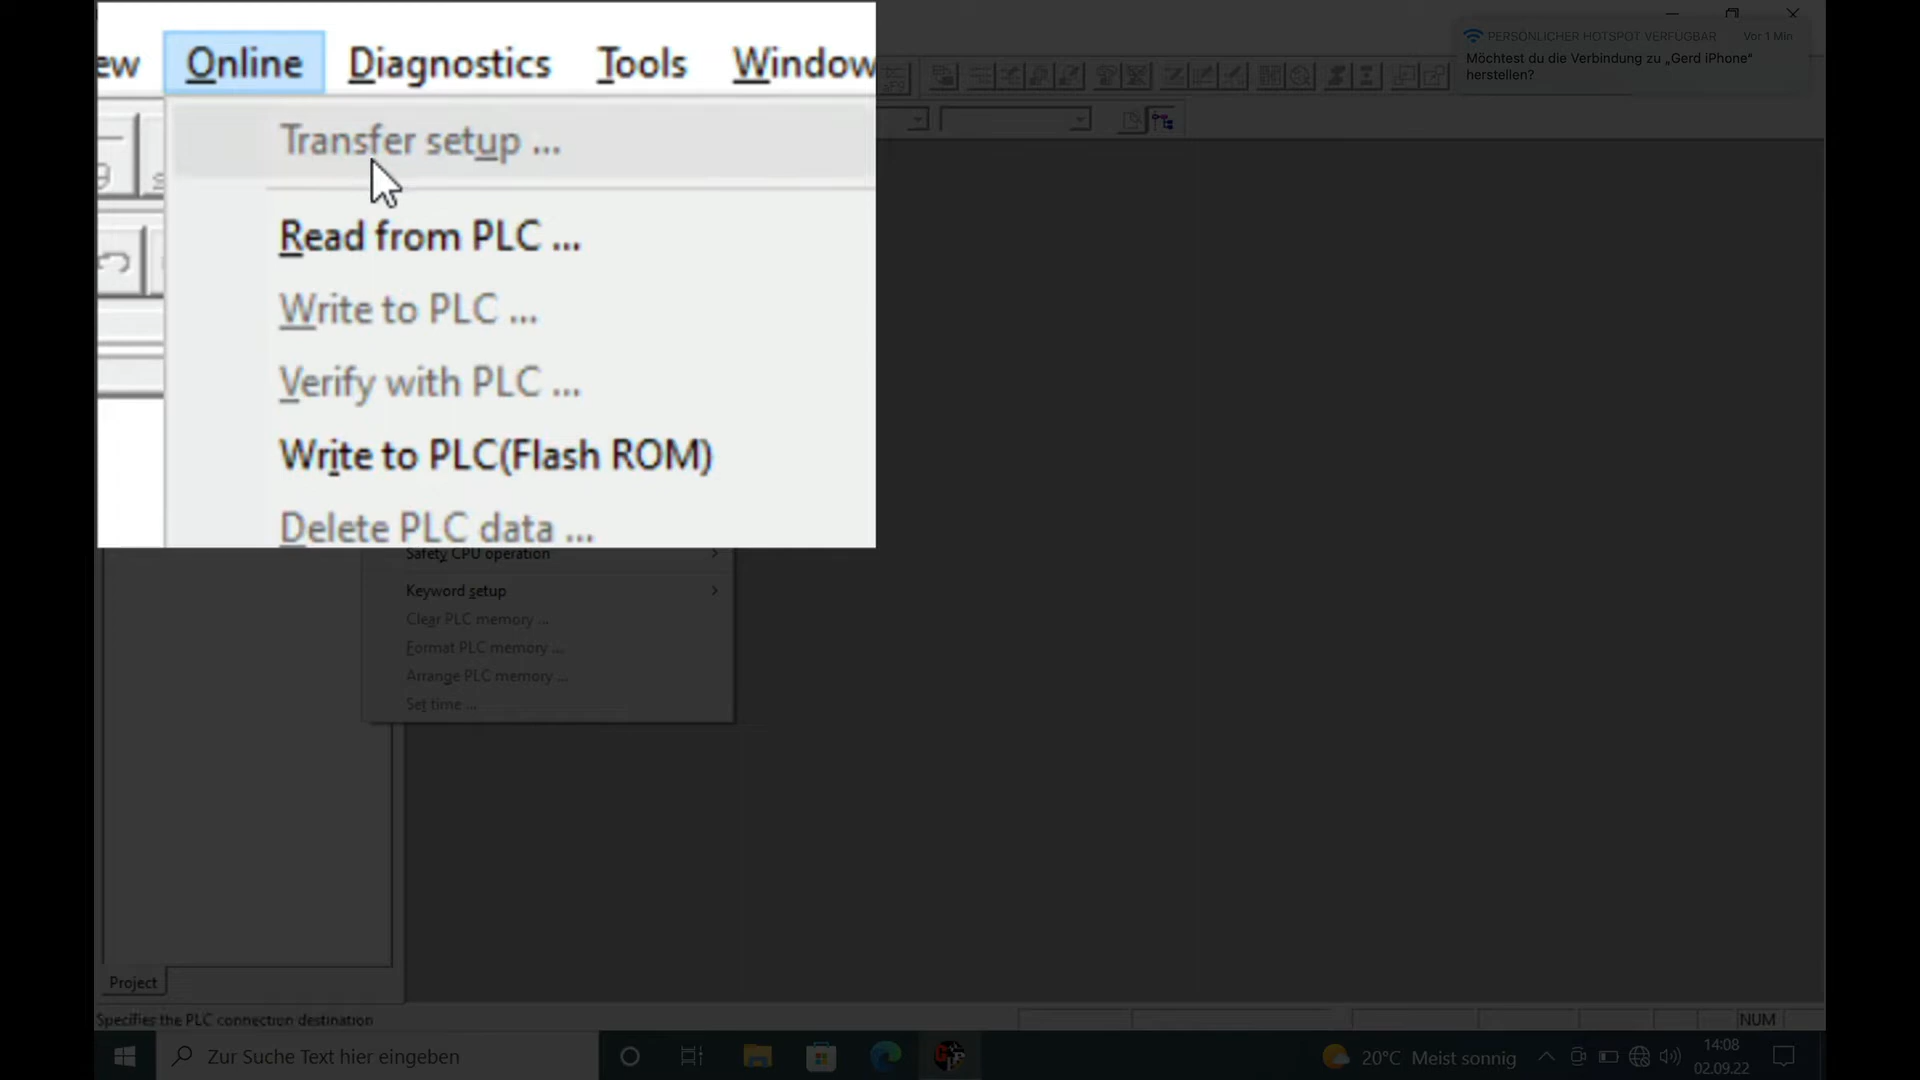 ew Online Diagnostics Tools Window
Transfer setup ...
Read from PLC ...
Write to PLC ...
Verify with PLC ...
Write to PLC(Flash ROM)
Delete PLC data ...
PERSÖNLICHER HOTSPOT VERFÜGBAR Vor 1 Min
Möchtest du die Verbindung zu „Gerd iPhone"
herstellen?
Safety CPU operation
Keyword setup
Clear PLC memory ...
Format PLC memory ...
Arrange PLC memory ...
Set time ...
Project
Specifies the PLC connection destination
NUM
Zur Suche Text hier eingeben
20°C Meist sonnig
14:08
02.09.22